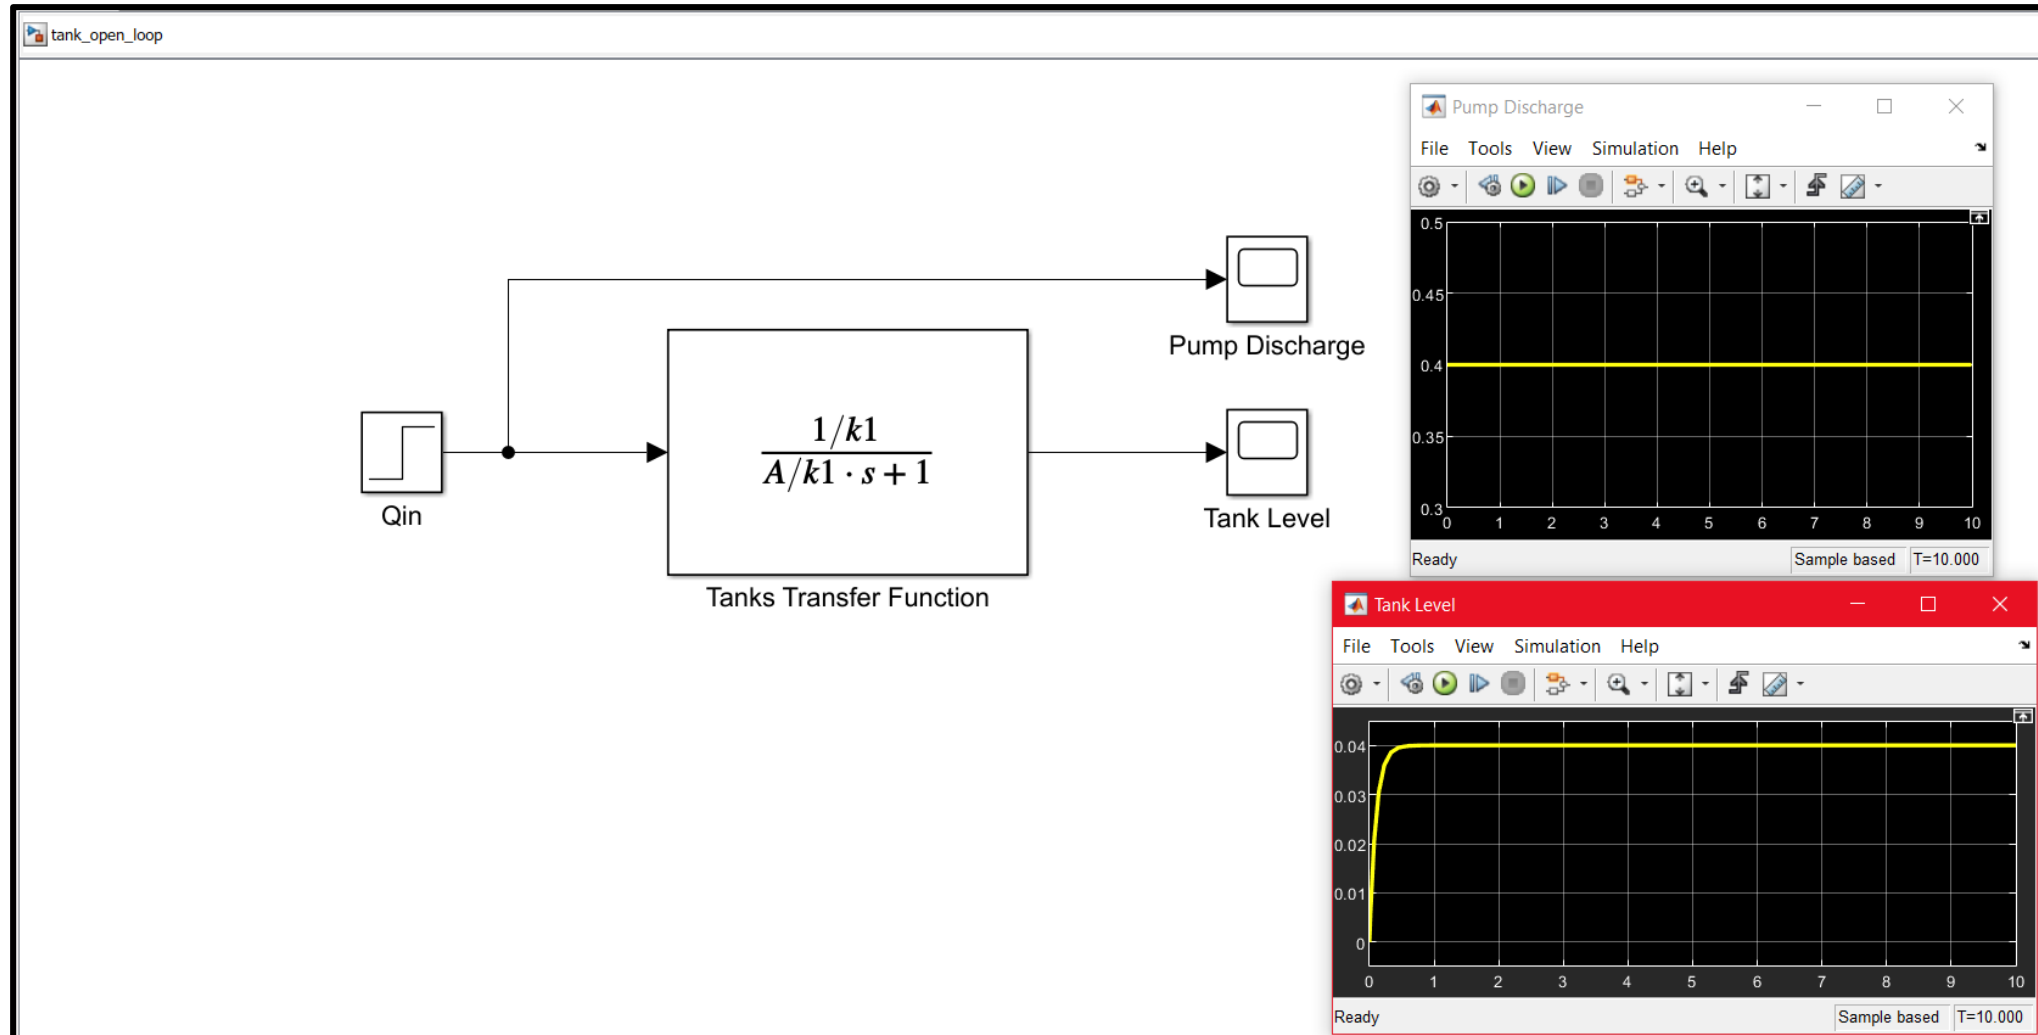 tank_open_loop
Pump Discharge
File Tools View Simulation Help
0.5
0.45
0.4
0.35
0.3
0 1 2 3 4 5 6 7 8 9 10
Ready Sample based T=10.000
Pump Discharge
1/k1
A/k1 · s + 1
Qin
Tank Level
Tanks Transfer Function
Tank Level
File Tools View Simulation Help
0.04
0.03
0.02
0.01
0
0 1 2 3 4 5 6 7 8 9 10
Ready Sample based T=10.000